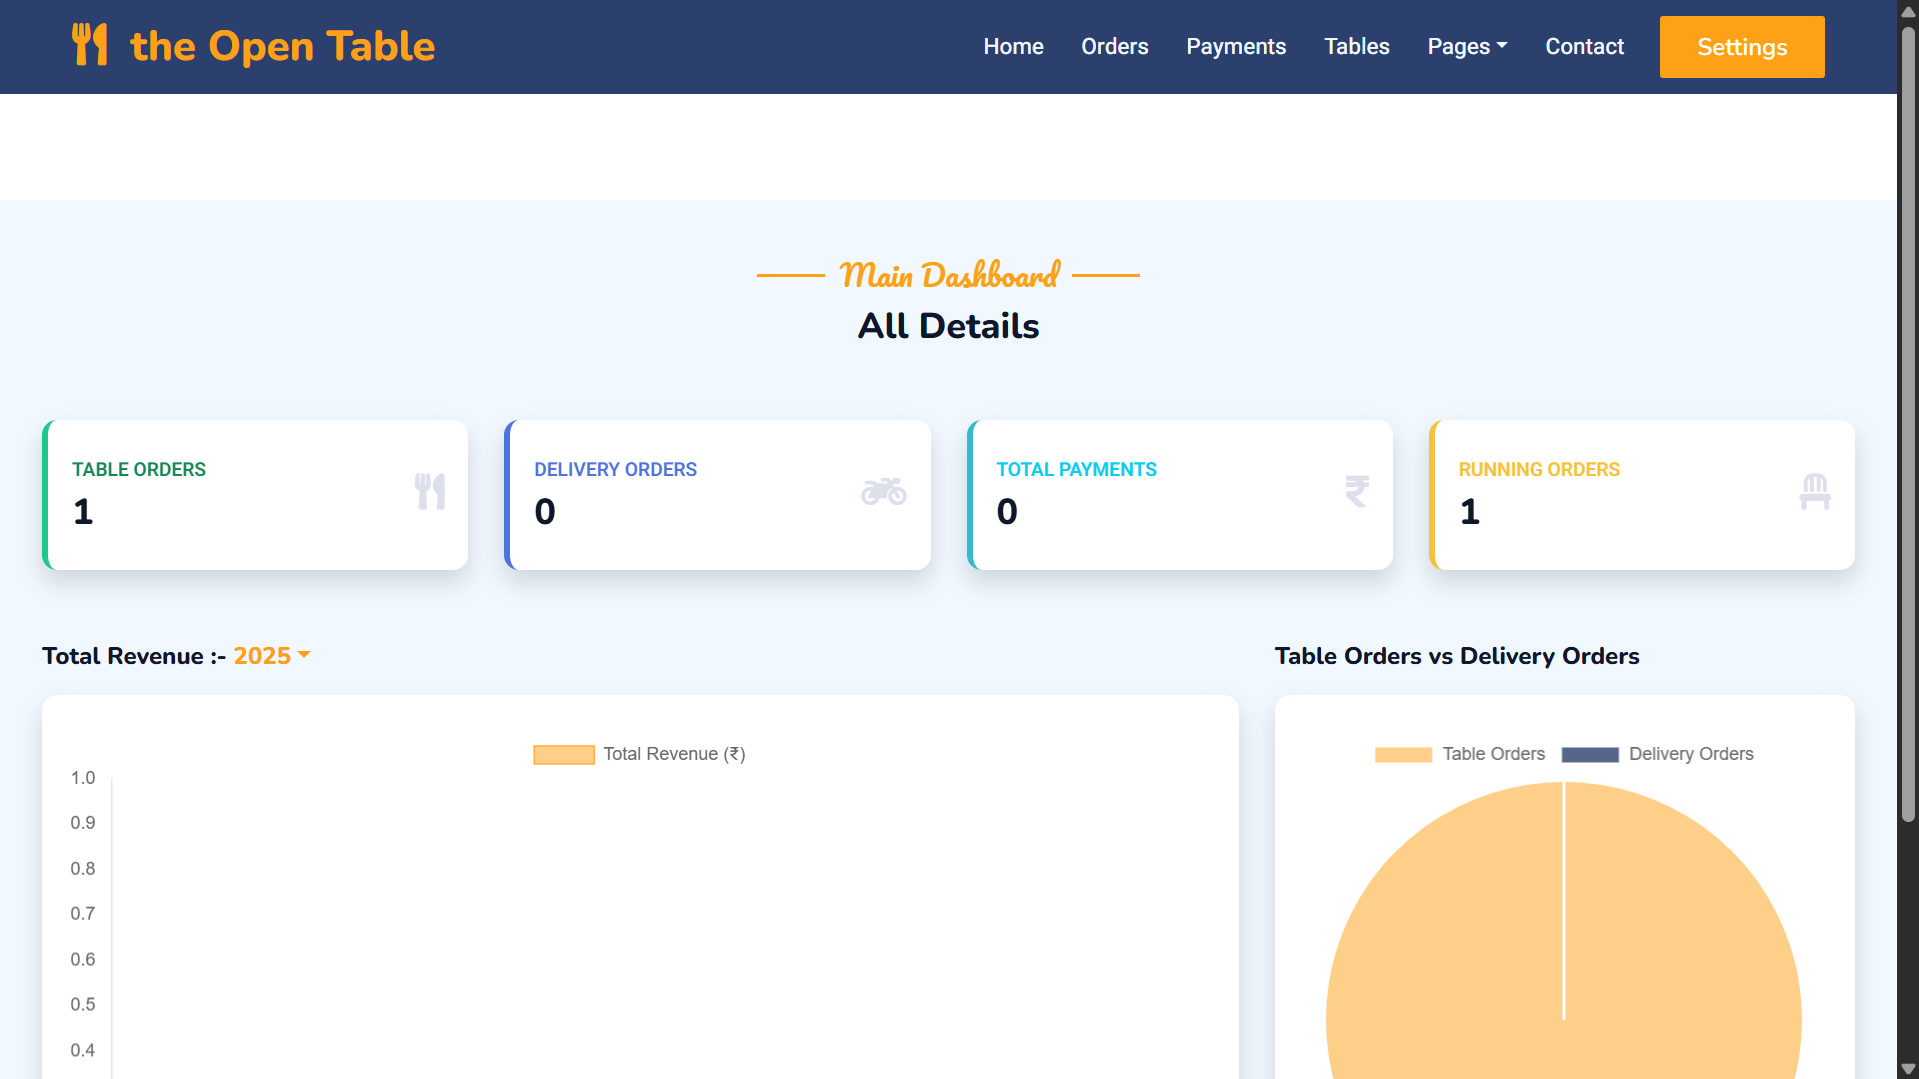 the Open Table
Home Orders Payments Tables Pages Contact Settings
Main Dashboard
All Details
TABLE ORDERS
1
DELIVERY ORDERS
0
TOTAL PAYMENTS
0
RUNNING ORDERS
1
Total Revenue :- 2025
Total Revenue (₹)
1.0
0.9
0.8
0.7
0.6
0.5
0.4
Table Orders vs Delivery Orders
Table Orders Delivery Orders